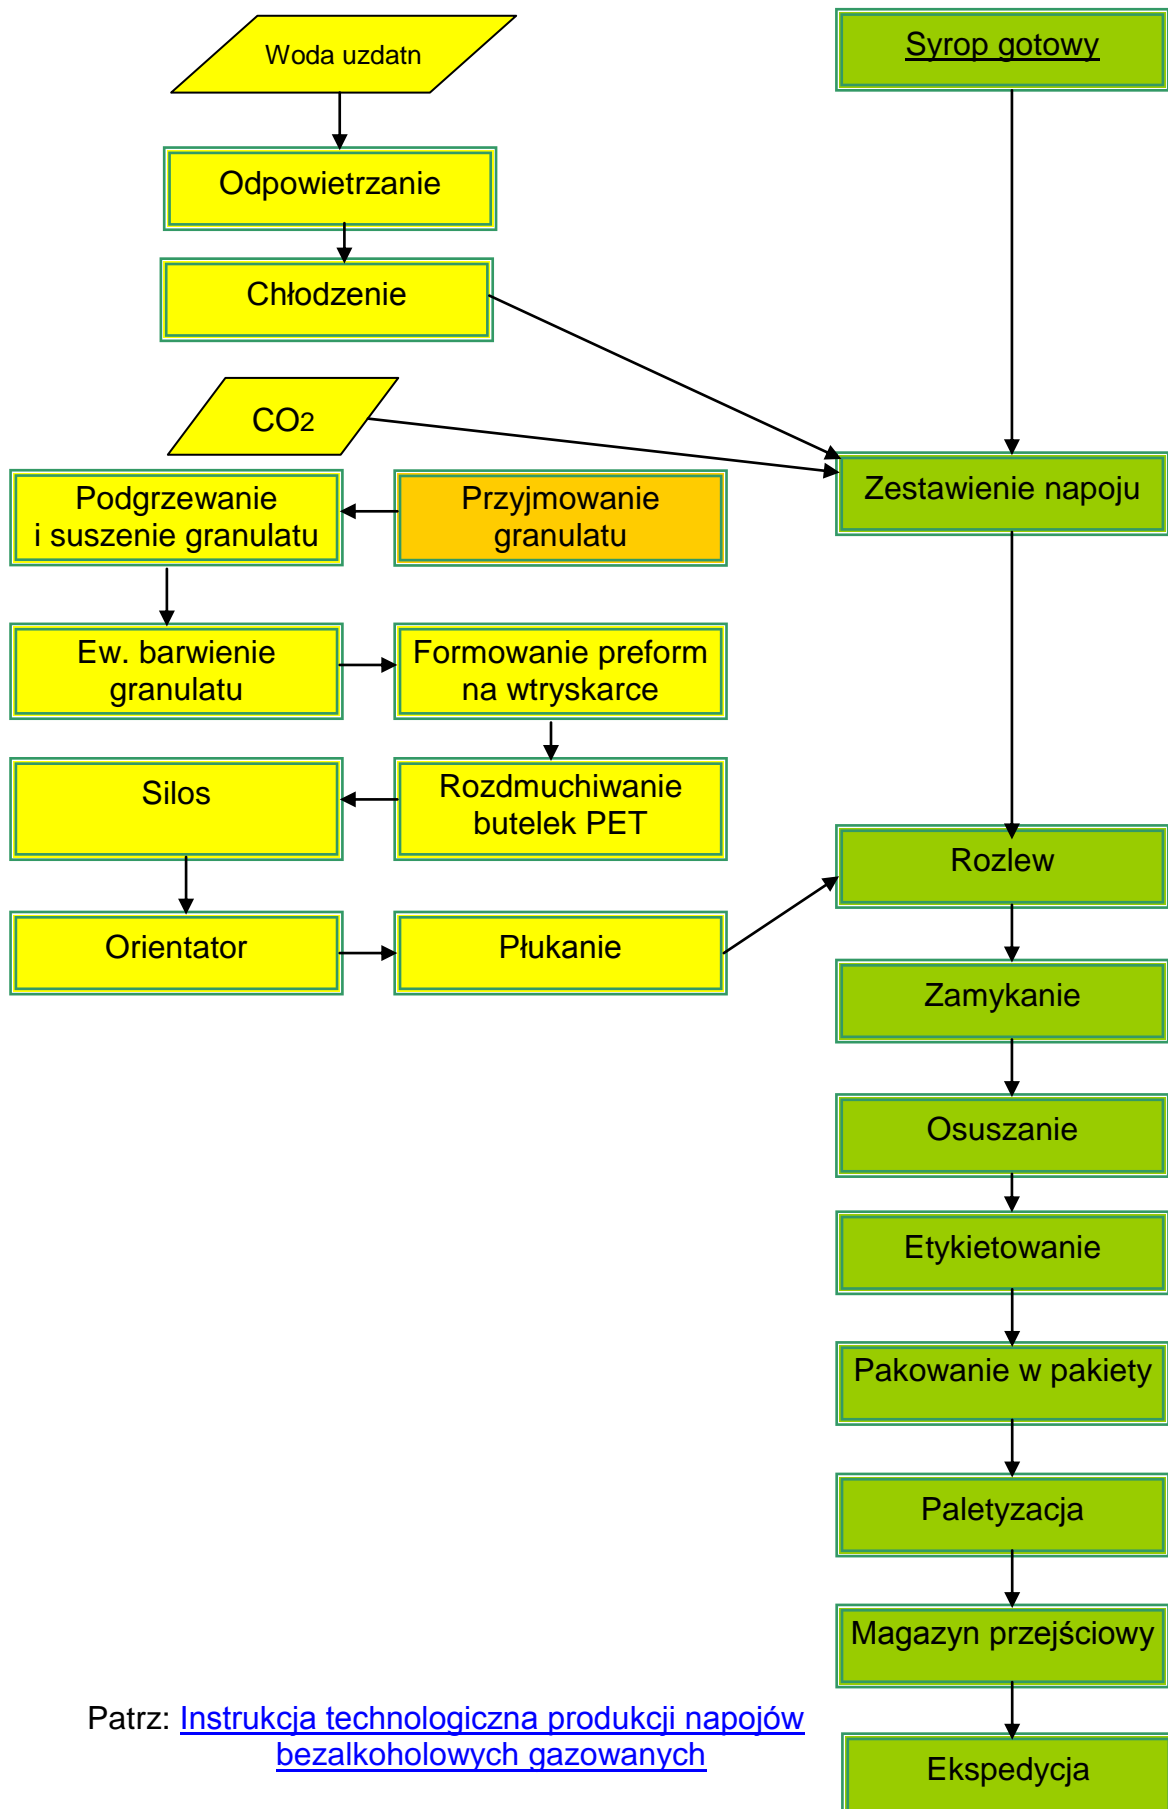 Woda uzdatn
Syrop gotowy
Odpowietrzanie
Chłodzenie
CO2
Zestawienie napoju
Podgrzewanie
i suszenie granulatu
Przyjmowanie
granulatu
Ew. barwienie
granulatu
Formowanie preform
na wtryskarce
Silos
Rozdmuchiwanie
butelek PET
Rozlew
Orientator
Płukanie
Zamykanie
Osuszanie
Etykietowanie
Pakowanie w pakiety
Paletyzacja
Magazyn przejściowy
Patrz: Instrukcja technologiczna produkcji napojów
bezalkoholowych gazowanych
Ekspedycja